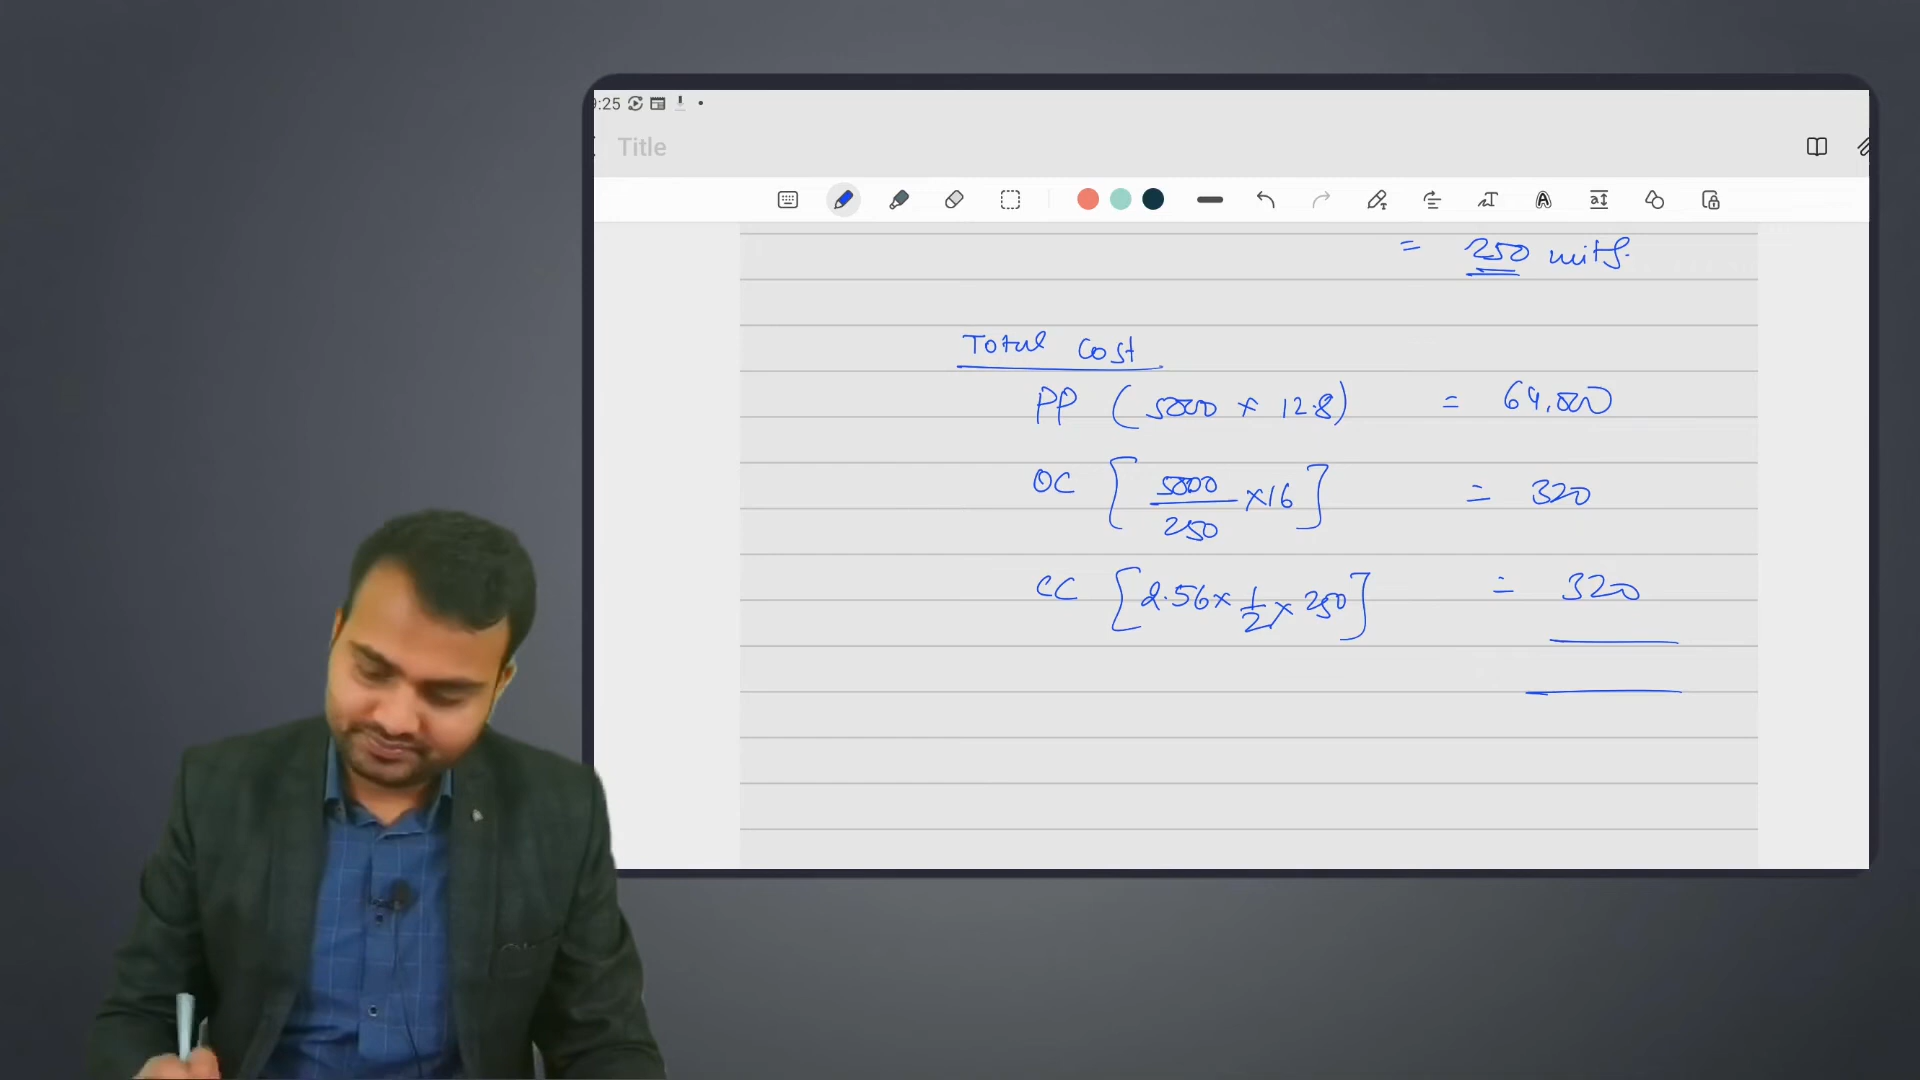 9:25
Title
= 250 units.
Total Cost
PP (5000 × 12.8) = 64,000
OC [5000/250 × 16] = 320
CC [2.56 × 1/2 × 250] = 320